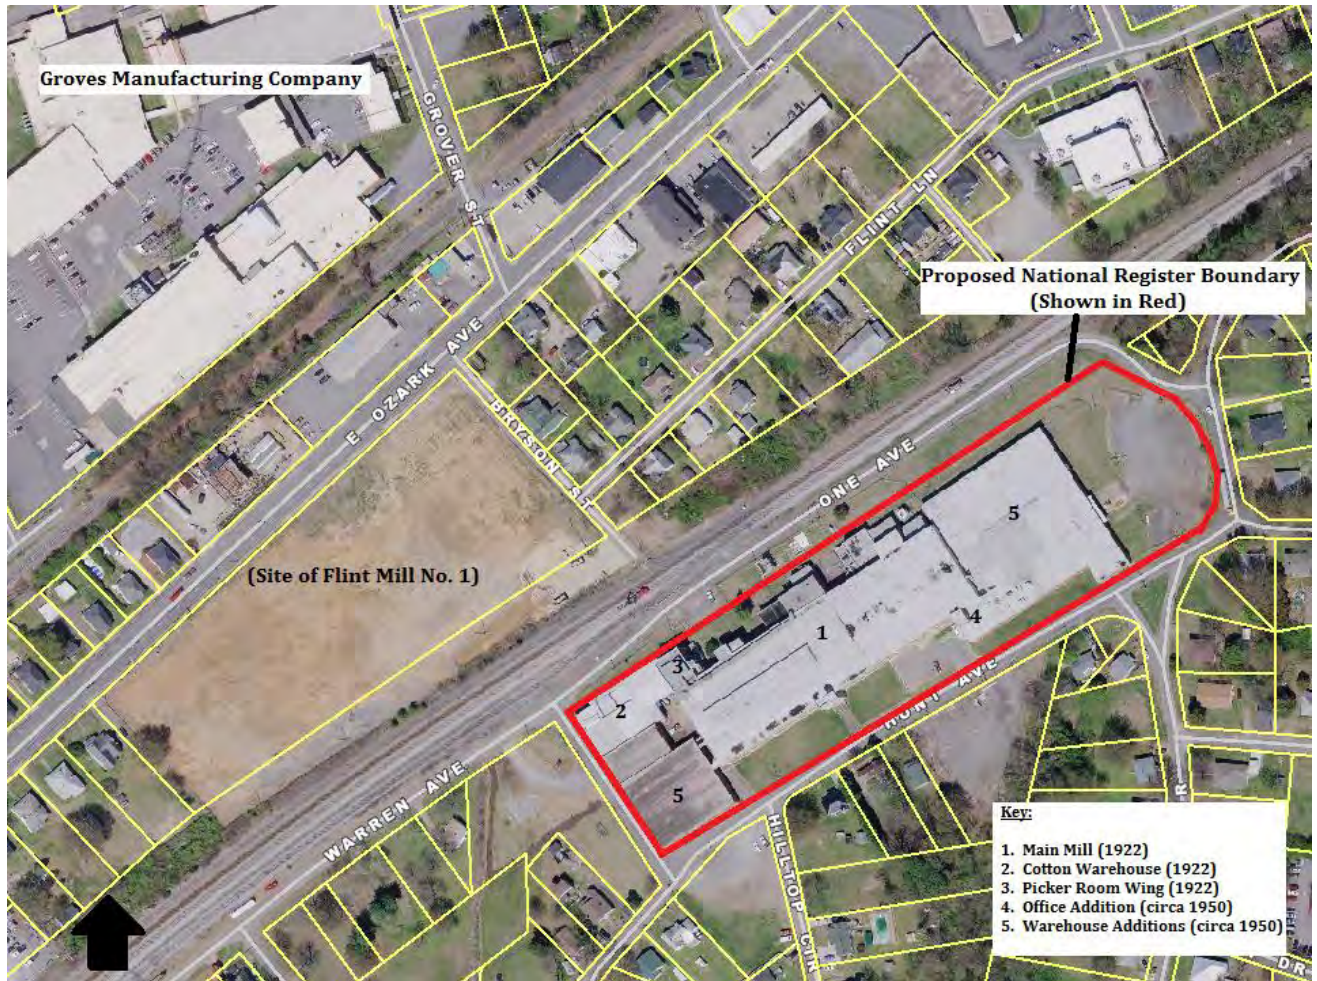 Groves Manufacturing Company
GROVER ST
FLINT LN
Proposed National Register Boundary
(Shown in Red)
E OZARK AVE
BRYSON ST
ONE AVE
5
(Site of Flint Mill No. 1)
1
4
3
HUNT AVE
2
5
WARREN AVE
HILLTOP CIR
R
Key:
1. Main Mill (1922)
2. Cotton Warehouse (1922)
3. Picker Room Wing (1922)
4. Office Addition (circa 1950)
5. Warehouse Additions (circa 1950)
DR